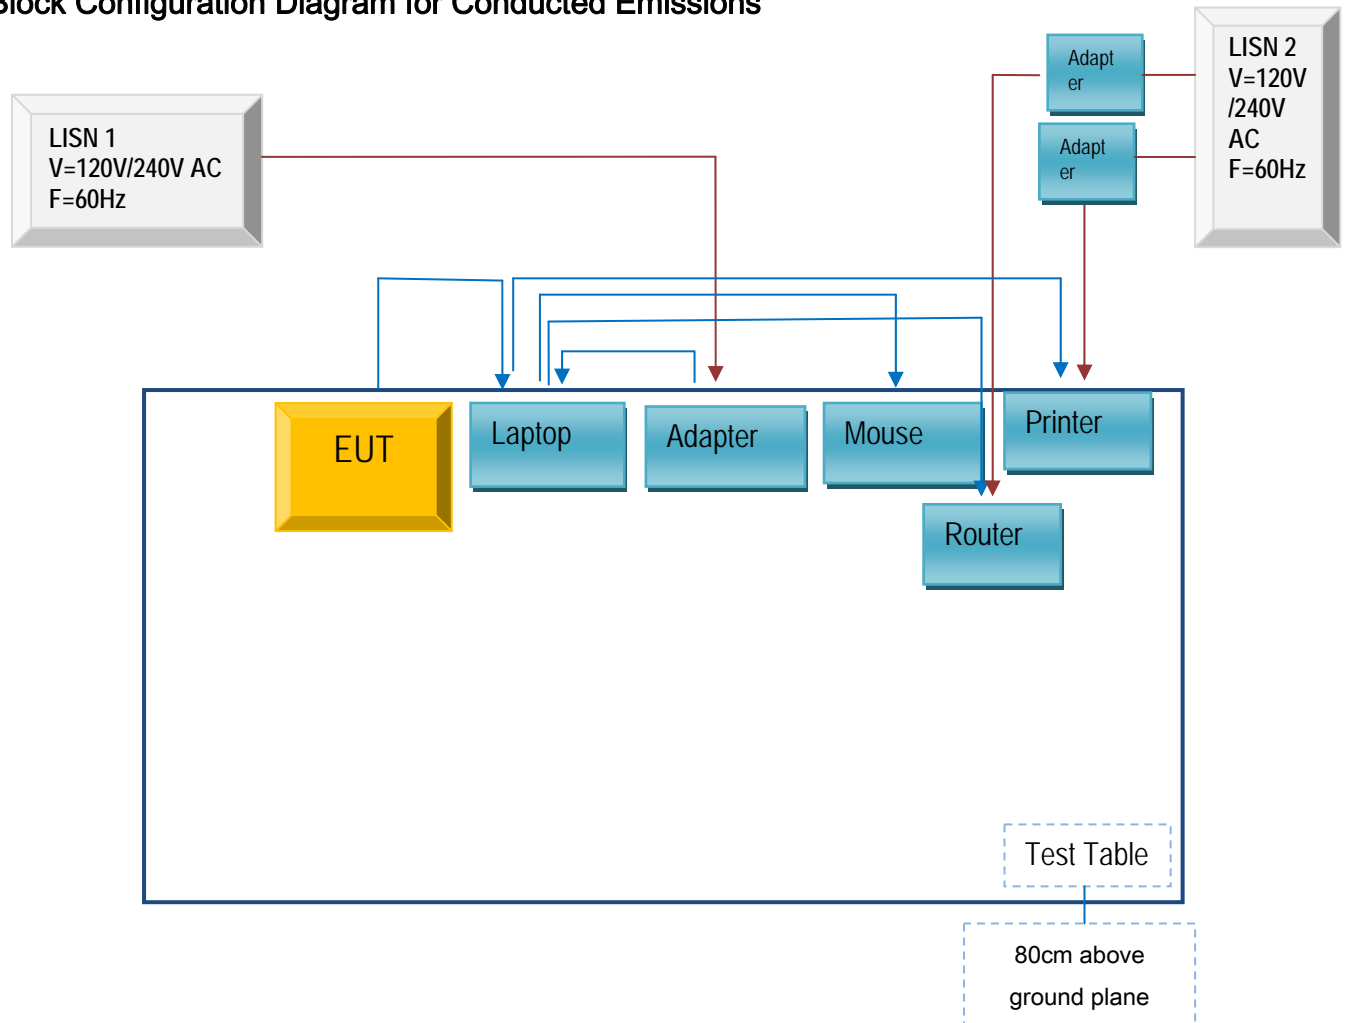 Block Configuration Diagram for Conducted Emissions
LISN 1
V=120V/240V AC
F=60Hz
Adapt
er
Adapt
er
LISN 2
V=120V
/240V
AC
F=60Hz
EUT
Laptop
Adapter
Mouse
Printer
Router
Test Table
80cm above
ground plane